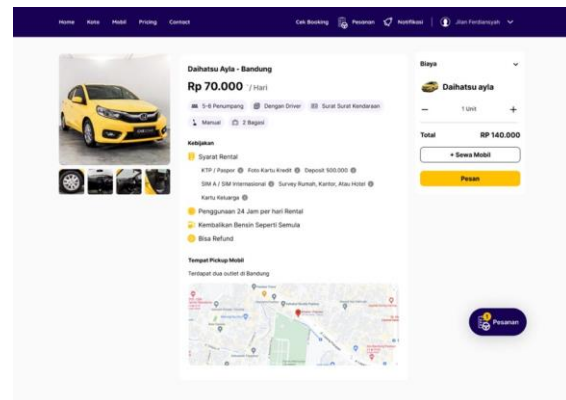 Home Kota Mobil Pricing Contact Cek Booking Pesanan Notifikasi Jian Ferdiansyah
Daihatsu Ayla - Bandung
Rp 70.000 / Hari
5-6 Penumpang Dengan Driver Surat Surat Kendaraan
Manual 2 Bagasi
Kebijakan
Syarat Rental
KTP / Paspor Foto Kartu Kredit Deposit 500.000
SIM A / SIM Internasional Survey Rumah, Kantor, Atau Hotel
Kartu Keluarga
Penggunaan 24 Jam per hari Rental
Kembalikan Bensin Seperti Semula
Bisa Refund
Tempat Pickup Mobil
Terdapat dua outlet di Bandung
Biaya
Daihatsu ayla
− 1 Unit +
Total RP 140.000
+ Sewa Mobil
Pesan
1
Pesanan